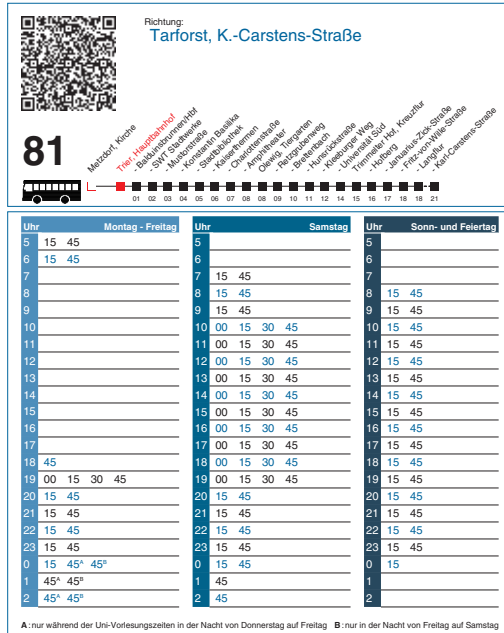 Richtung:
Tarforst, K.-Carstens-Straße
81
Metzdorf, Kirche
Trier, Hauptbahnhof
Balduinsbrunnen/Hbf
SWT Stadtwerke
Mustorstraße
Konstantin Basilika
Stadtbibliothek
Kaiserthermen
Charlottenstraße
Amphitheater
Olewig, Tiergarten
Retzgrubenweg
Brettenbach
Hunsrückstraße
Kleeburger Weg
Universität Süd
Trimmelter Hof, Kreuzflur
Holberg
Januarius-Zick-Straße
Fritz-von-Wille-Straße
Langflur
Karl-Carstens-Straße
01 02 03 04 05 06 07 08 09 10 11 12 14 15 16 17 18 18 21
Uhr Montag - Freitag
5 15 45
6 15 45
7
8
9
10
11
12
13
14
15
16
17
18 45
19 00 15 30 45
20 15 45
21 15 45
22 15 45
23 15 45
0 15 45ᴬ 45ᴮ
1 45ᴬ 45ᴮ
2 45ᴬ 45ᴮ
Uhr Samstag
5
6
7 15 45
8 15 45
9 15 45
10 00 15 30 45
11 00 15 30 45
12 00 15 30 45
13 00 15 30 45
14 00 15 30 45
15 00 15 30 45
16 00 15 30 45
17 00 15 30 45
18 00 15 30 45
19 00 15 30 45
20 15 45
21 15 45
22 15 45
23 15 45
0 15 45
1 45
2 45
Uhr Sonn- und Feiertag
5
6
7
8 15 45
9 15 45
10 15 45
11 15 45
12 15 45
13 15 45
14 15 45
15 15 45
16 15 45
17 15 45
18 15 45
19 15 45
20 15 45
21 15 45
22 15 45
23 15 45
0 15
1
2
A : nur während der Uni-Vorlesungszeiten in der Nacht von Donnerstag auf Freitag B : nur in der Nacht von Freitag auf Samstag